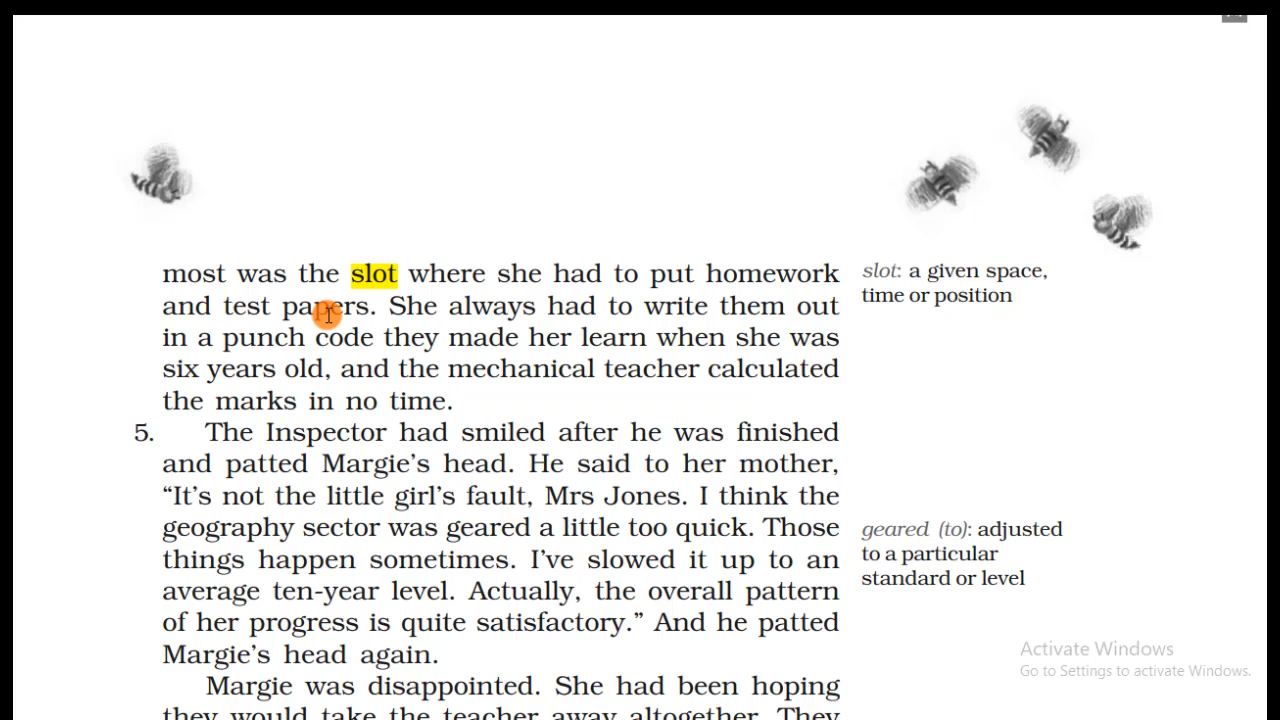 most was the slot where she had to put homework
and test papers. She always had to write them out
in a punch code they made her learn when she was
six years old, and the mechanical teacher calculated
the marks in no time.
slot: a given space,
time or position
5. The Inspector had smiled after he was finished
and patted Margie’s head. He said to her mother,
“It’s not the little girl’s fault, Mrs Jones. I think the
geography sector was geared a little too quick. Those
things happen sometimes. I’ve slowed it up to an
average ten-year level. Actually, the overall pattern
of her progress is quite satisfactory.” And he patted
Margie’s head again.
geared (to): adjusted
to a particular
standard or level
Margie was disappointed. She had been hoping
they would take the teacher away altogether. They
Activate Windows
Go to Settings to activate Windows.